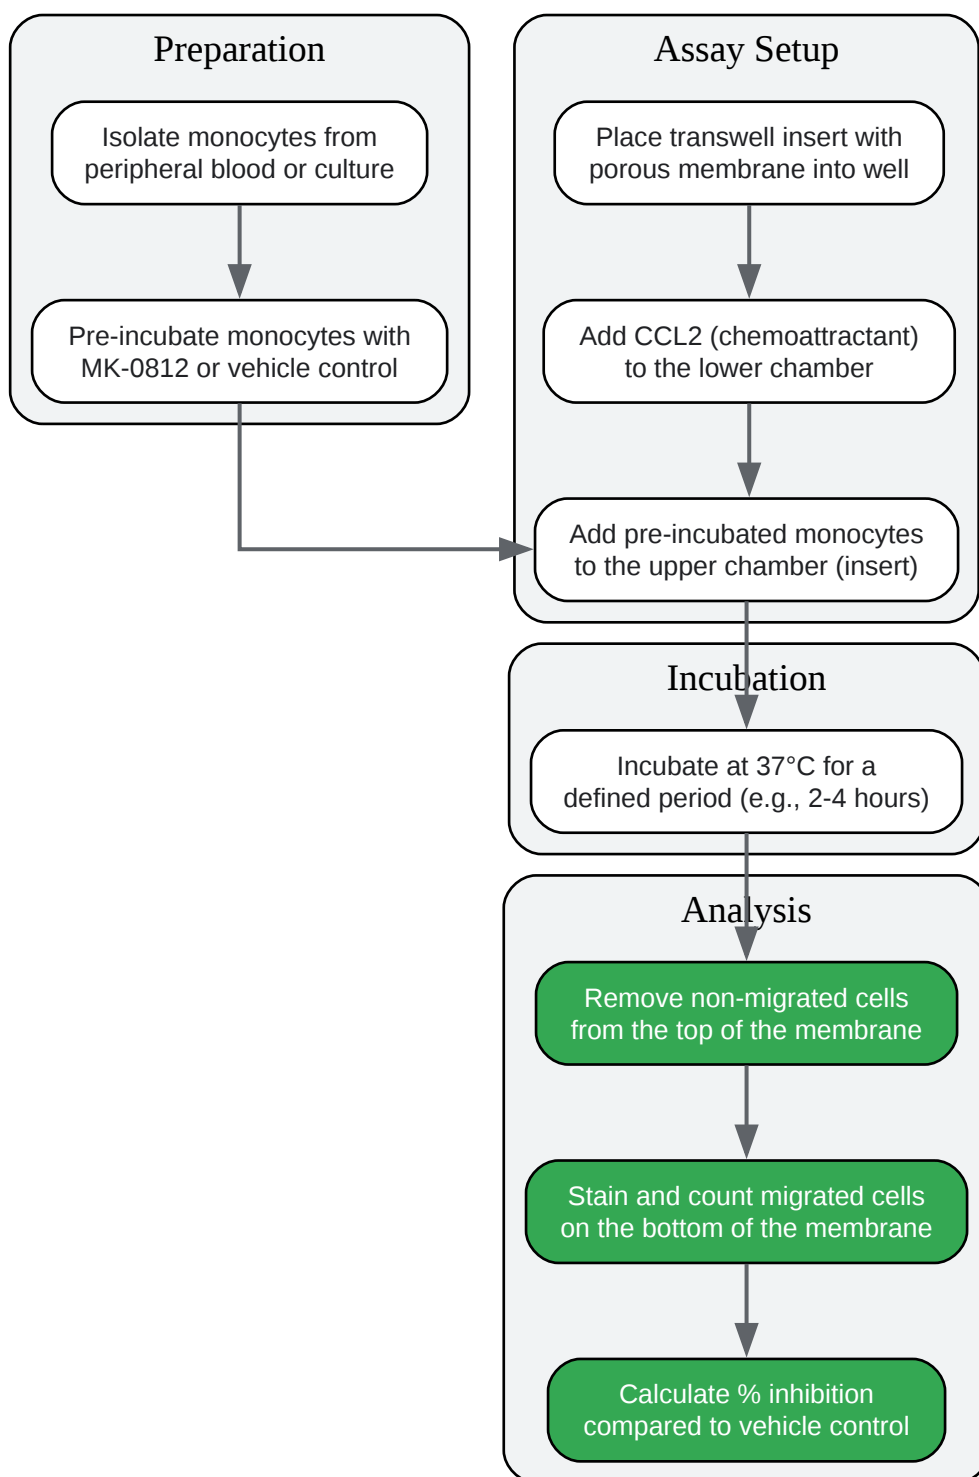 Preparation
Isolate monocytes from
peripheral blood or culture
Pre-incubate monocytes with
MK-0812 or vehicle control
Assay Setup
Place transwell insert with
porous membrane into well
Add CCL2 (chemoattractant)
to the lower chamber
Add pre-incubated monocytes
to the upper chamber (insert)
Incubation
Incubate at 37°C for a
defined period (e.g., 2-4 hours)
Analysis
Remove non-migrated cells
from the top of the membrane
Stain and count migrated cells
on the bottom of the membrane
Calculate % inhibition
compared to vehicle control